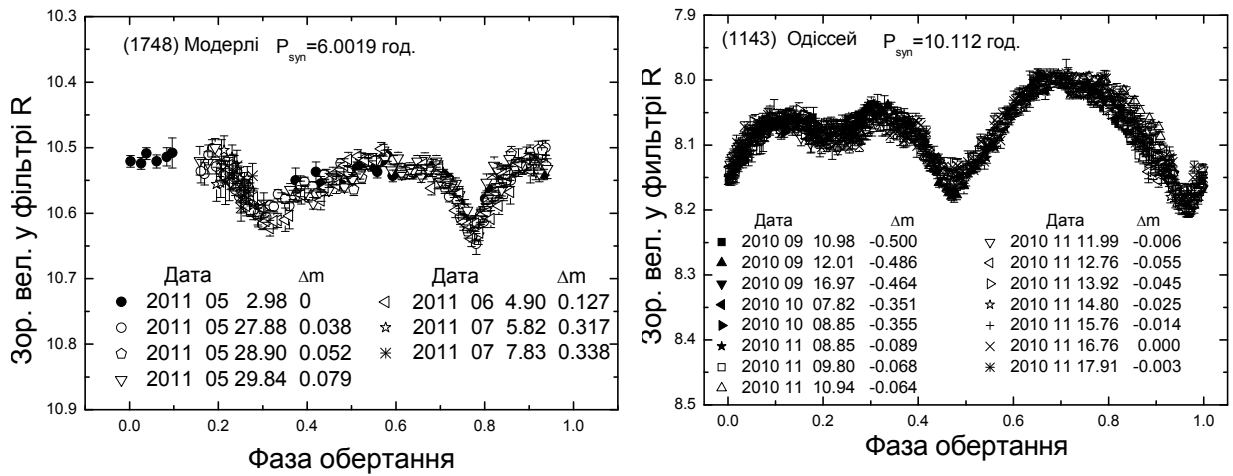 10.3
10.4
10.5
10.6
10.7
10.8
10.9
Зор. вел. у фільтрі R
(1748) Модерлі Psyn=6.0019 год.
Дата Δm Дата Δm
2011 05 2.98 0 2011 06 4.90 0.127
2011 05 27.88 0.038 2011 07 5.82 0.317
2011 05 28.90 0.052 2011 07 7.83 0.338
2011 05 29.84 0.079
0.0 0.2 0.4 0.6 0.8 1.0
Фаза обертання
7.9
8.0
8.1
8.2
8.3
8.4
8.5
Зор. вел. у фильтрі R
(1143) Одіссей Psyn=10.112 год.
Дата Δm Дата Δm
2010 09 10.98 -0.500 2010 11 11.99 -0.006
2010 09 12.01 -0.486 2010 11 12.76 -0.055
2010 09 16.97 -0.464 2010 11 13.92 -0.045
2010 10 07.82 -0.351 2010 11 14.80 -0.025
2010 10 08.85 -0.355 2010 11 15.76 -0.014
2010 11 08.85 -0.089 2010 11 16.76 0.000
2010 11 09.80 -0.068 2010 11 17.91 -0.003
2010 11 10.94 -0.064
0.0 0.2 0.4 0.6 0.8 1.0
Фаза обертання